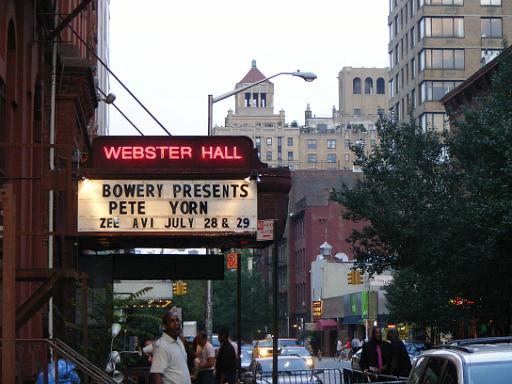 WEBSTER HALL
BOWERY PRESENTS
PETE YORN
ZEE AVI JULY 28 & 29